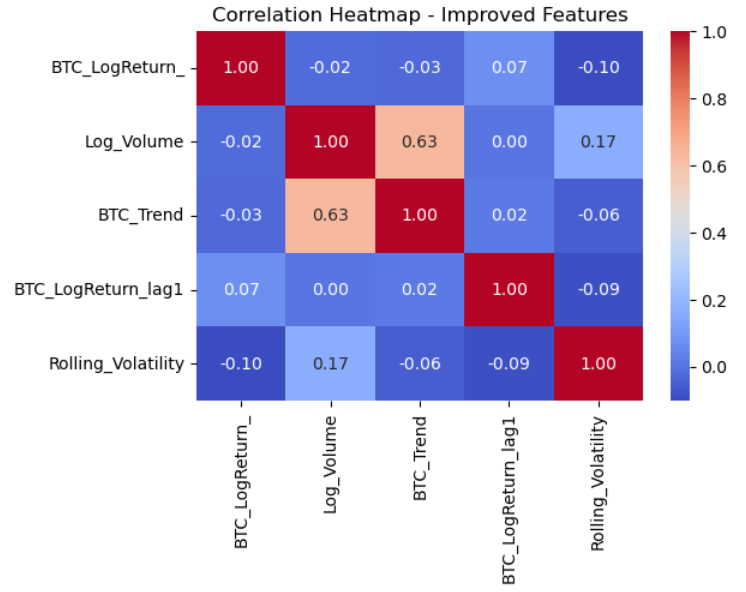 Correlation Heatmap - Improved Features
BTC_LogReturn_ 1.00 -0.02 -0.03 0.07 -0.10
Log_Volume -0.02 1.00 0.63 0.00 0.17
BTC_Trend -0.03 0.63 1.00 0.02 -0.06
BTC_LogReturn_lag1 0.07 0.00 0.02 1.00 -0.09
Rolling_Volatility -0.10 0.17 -0.06 -0.09 1.00
BTC_LogReturn_
Log_Volume
BTC_Trend
BTC_LogReturn_lag1
Rolling_Volatility
1.0
0.8
0.6
0.4
0.2
0.0